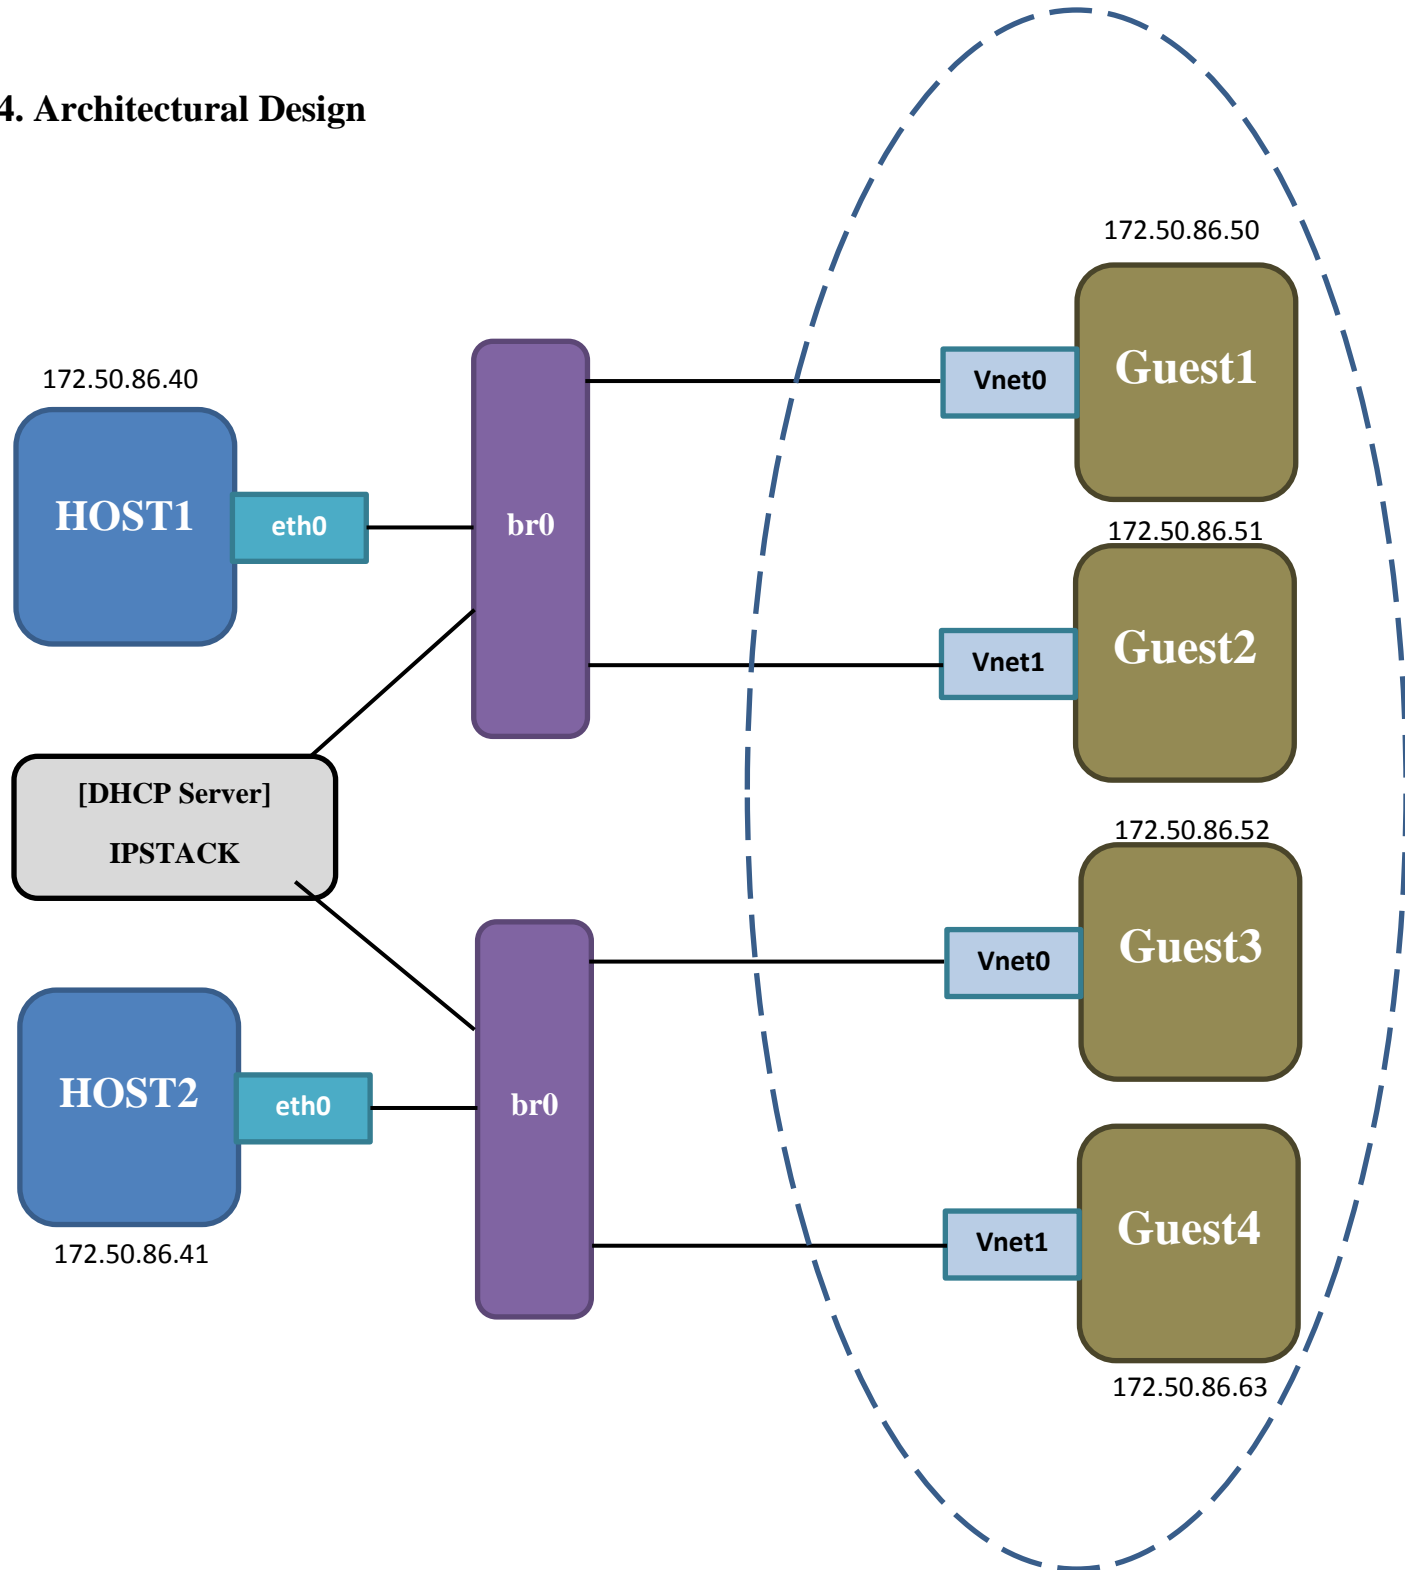 4. Architectural Design
172.50.86.50
Guest1
Vnet0
172.50.86.40
HOST1
eth0
br0
172.50.86.51
Guest2
Vnet1
[DHCP Server]
IPSTACK
172.50.86.52
Guest3
Vnet0
HOST2
eth0
br0
Guest4
Vnet1
172.50.86.41
172.50.86.63